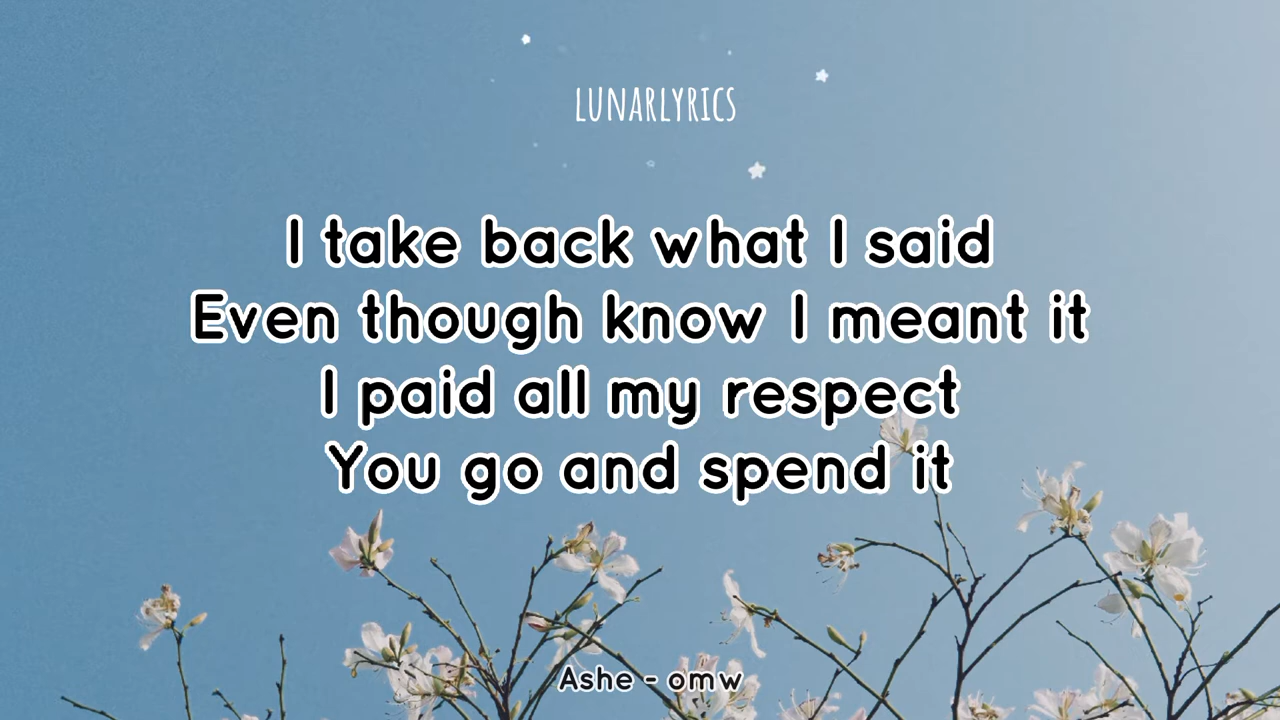 LUNARLYRICS
I take back what I said
Even though know I meant it
I paid all my respect
You go and spend it
Ashe - omw